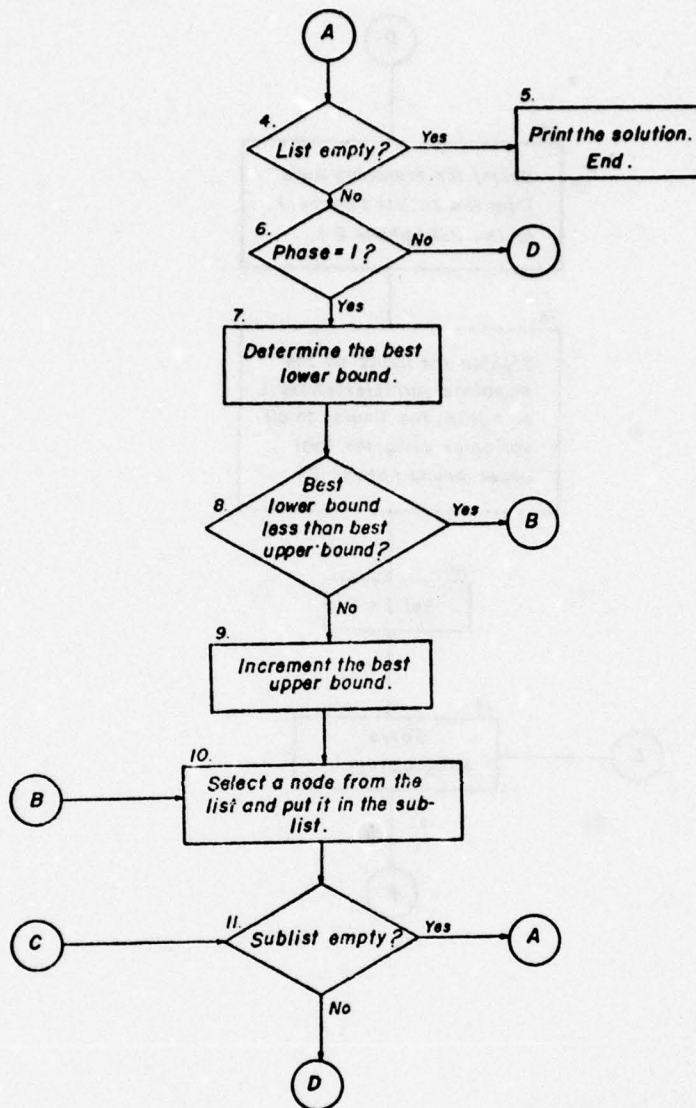 A
4.
List empty?
Yes
5.
Print the solution.
End.
No
6.
Phase = 1?
No
D
Yes
7.
Determine the best
lower bound.
8.
Best
lower bound
less than best
upper bound?
Yes
B
No
9.
Increment the best
upper bound.
10.
Select a node from the
list and put it in the sub-
list.
B
11.
Sublist empty?
Yes
A
C
No
D